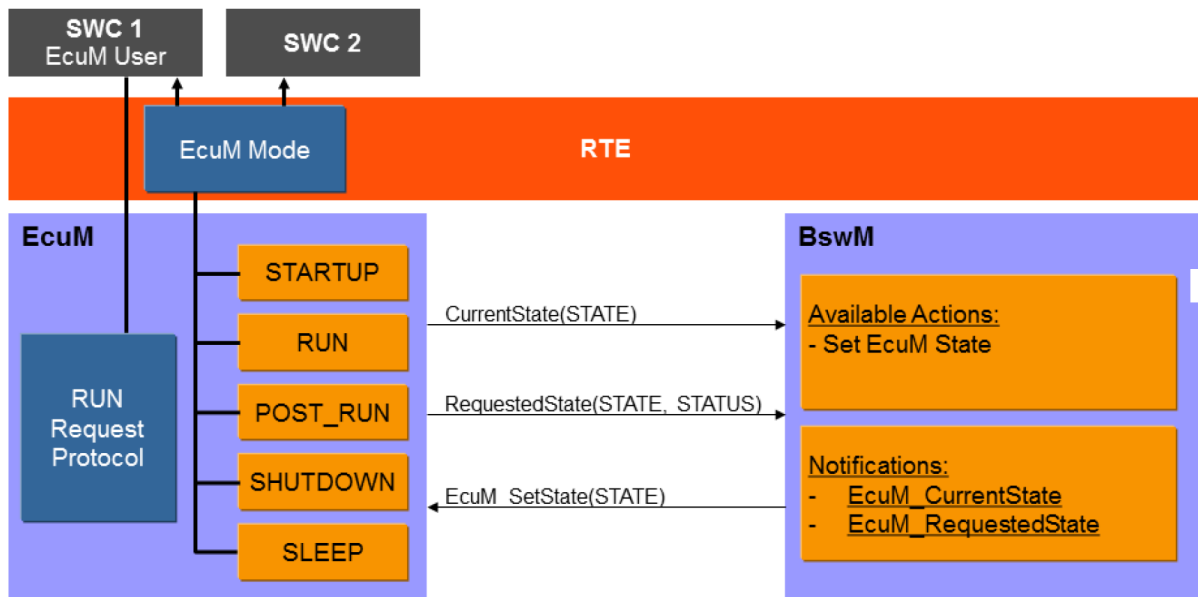 SWC 1
EcuM User
SWC 2
EcuM Mode
RTE
EcuM
STARTUP
RUN
POST_RUN
SHUTDOWN
SLEEP
RUN
Request
Protocol
CurrentState(STATE)
RequestedState(STATE, STATUS)
EcuM_SetState(STATE)
BswM
Available Actions:
- Set EcuM State
Notifications:
- EcuM_CurrentState
- EcuM_RequestedState